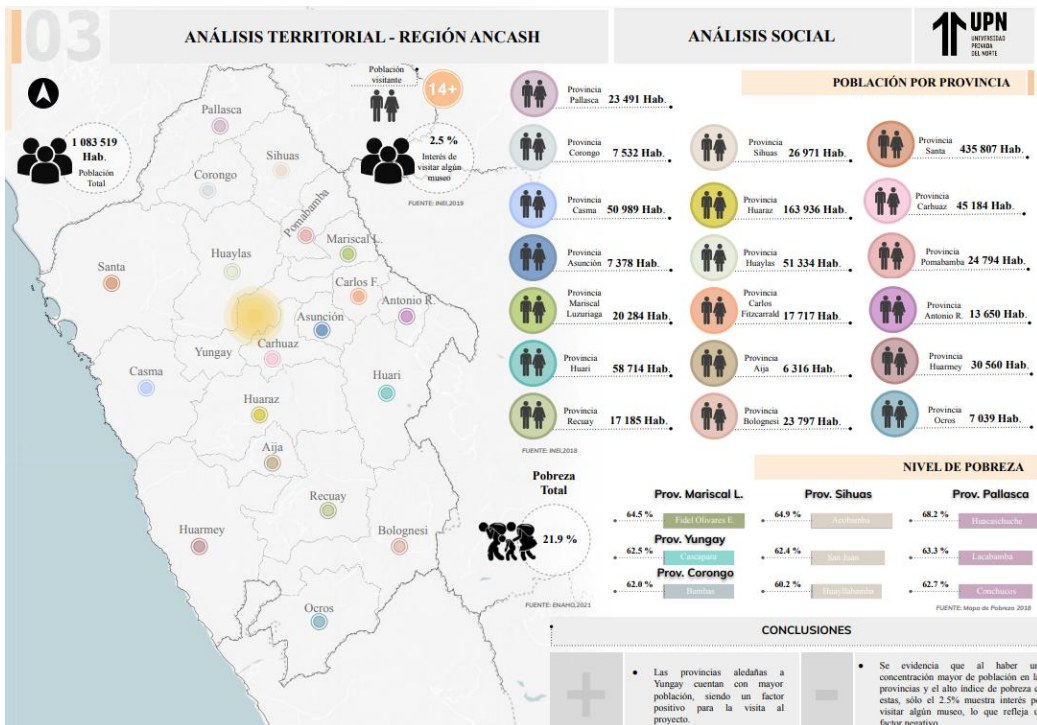 03
ANÁLISIS TERRITORIAL - REGIÓN ANCASH
ANÁLISIS SOCIAL
UPN
UNIVERSIDAD
PRIVADA
DEL NORTE
1 083 519
Hab.
Población
Total
Población
visitante
14+
2.5 %
Interés de
visitar algún
museo
FUENTE: INEI,2019
Pallasca
Sihuas
Corongo
Pomabamba
Mariscal L.
Huaylas
Santa
Carlos F.
Antonio R.
Asunción
Yungay
Carhuaz
Casma
Huari
Huaraz
Aija
Recuay
Huarmey
Bolognesi
Ocros
POBLACIÓN POR PROVINCIA
Provincia
Pallasca 23 491 Hab.
Provincia
Corongo 7 532 Hab.
Provincia
Sihuas 26 971 Hab.
Provincia
Santa 435 807 Hab.
Provincia
Casma 50 989 Hab.
Provincia
Huaraz 163 936 Hab.
Provincia
Carhuaz 45 184 Hab.
Provincia
Asunción 7 378 Hab.
Provincia
Huaylas 51 334 Hab.
Provincia
Pomabamba 24 794 Hab.
Provincia
Mariscal
Luzuriaga 20 284 Hab.
Provincia
Carlos
Fitzcarrald 17 717 Hab.
Provincia
Antonio R. 13 650 Hab.
Provincia
Huari 58 714 Hab.
Provincia
Aija 6 316 Hab.
Provincia
Huarmey 30 560 Hab.
Provincia
Recuay 17 185 Hab.
Provincia
Bolognesi 23 797 Hab.
Provincia
Ocros 7 039 Hab.
FUENTE: INEI,2018
NIVEL DE POBREZA
Pobreza
Total
21.9 %
FUENTE: ENAHO,2021
Prov. Mariscal L.
64.5 % Fidel Olivares E.
Prov. Yungay
62.5 % Cascapara
Prov. Corongo
62.0 % Bambas
Prov. Sihuas
64.9 % Acobamba
62.4 % San Juan
60.2 % Huayllabamba
Prov. Pallasca
68.2 % Huacaschuche
63.3 % Lacabamba
62.7 % Conchucos
FUENTE: Mapa de Pobreza 2018
CONCLUSIONES
+
• Las provincias aledañas a
Yungay cuentan con mayor
población, siendo un factor
positivo para la visita al
proyecto.
-
• Se evidencia que al haber un
concentración mayor de población en la
provincias y el alto índice de pobreza e
estas, sólo el 2.5% muestra interés po
visitar algún museo, lo que refleja u
factor negativo.